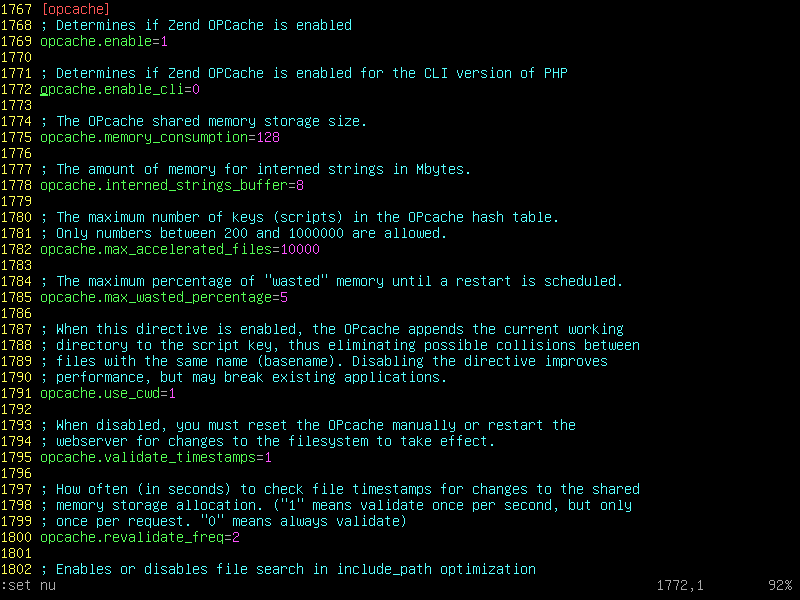 1767 [opcache]
1768 ; Determines if Zend OPCache is enabled
1769 opcache.enable=1
1770
1771 ; Determines if Zend OPCache is enabled for the CLI version of PHP
1772 opcache.enable_cli=0
1773
1774 ; The OPcache shared memory storage size.
1775 opcache.memory_consumption=128
1776
1777 ; The amount of memory for interned strings in Mbytes.
1778 opcache.interned_strings_buffer=8
1779
1780 ; The maximum number of keys (scripts) in the OPcache hash table.
1781 ; Only numbers between 200 and 1000000 are allowed.
1782 opcache.max_accelerated_files=10000
1783
1784 ; The maximum percentage of "wasted" memory until a restart is scheduled.
1785 opcache.max_wasted_percentage=5
1786
1787 ; When this directive is enabled, the OPcache appends the current working
1788 ; directory to the script key, thus eliminating possible collisions between
1789 ; files with the same name (basename). Disabling the directive improves
1790 ; performance, but may break existing applications.
1791 opcache.use_cwd=1
1792
1793 ; When disabled, you must reset the OPcache manually or restart the
1794 ; webserver for changes to the filesystem to take effect.
1795 opcache.validate_timestamps=1
1796
1797 ; How often (in seconds) to check file timestamps for changes to the shared
1798 ; memory storage allocation. ("1" means validate once per second, but only
1799 ; once per request. "0" means always validate)
1800 opcache.revalidate_freq=2
1801
1802 ; Enables or disables file search in include_path optimization
:set nu 1772,1 92%